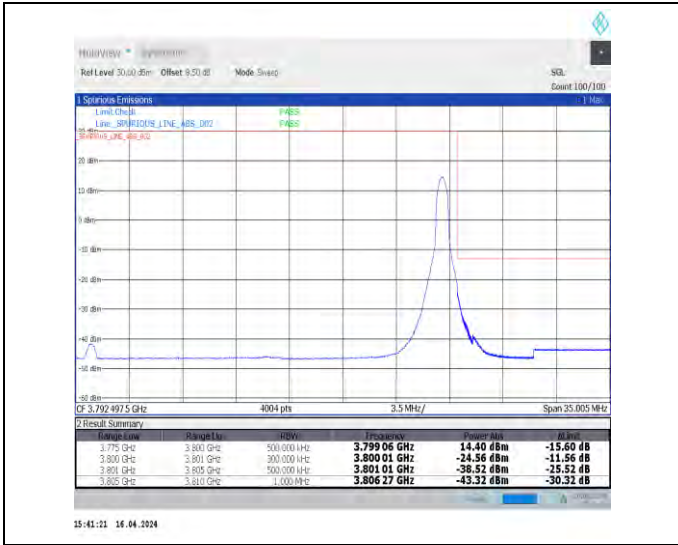 MultiView
Ref Level 30.00 dBm Offset 9.50 dB Mode Sweep SGL
Count 100/100
1 Spurious Emissions
Limit Check PASS
Line _SPURIOUS_LINE_ABS_002 PASS
30 dBm
_SPURIOUS_LINE_ABS_002
20 dBm
10 dBm
0 dBm
-10 dBm
-20 dBm
-30 dBm
-40 dBm
-50 dBm
-60 dBm
CF 3.792 497 5 GHz 4004 pts 3.5 MHz/ Span 35.005 MHz
2 Result Summary
Range Low Range Up RBW Frequency Power Abs ΔLimit
3.775 GHz 3.800 GHz 500.000 kHz 3.799 06 GHz 14.40 dBm -15.60 dB
3.800 GHz 3.801 GHz 300.000 kHz 3.800 01 GHz -24.56 dBm -11.56 dB
3.801 GHz 3.805 GHz 500.000 kHz 3.801 01 GHz -38.52 dBm -25.52 dB
3.805 GHz 3.810 GHz 1.000 MHz 3.806 27 GHz -43.32 dBm -30.32 dB
15:41:21 16.04.2024